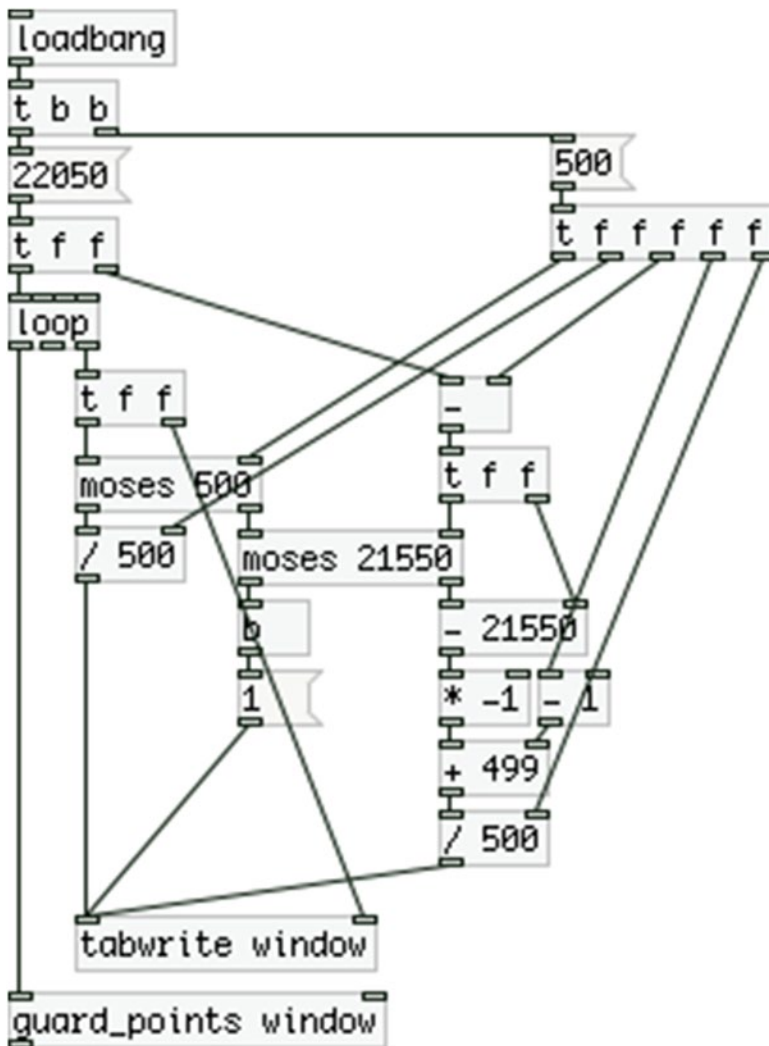 loadbang
t b b
22050
500
t f f
t f f f f f
loop
t f f
-
moses 500
t f f
/ 500
moses 21550
b
- 21550
1
* -1
- 1
+ 499
/ 500
tabwrite window
guard_points window